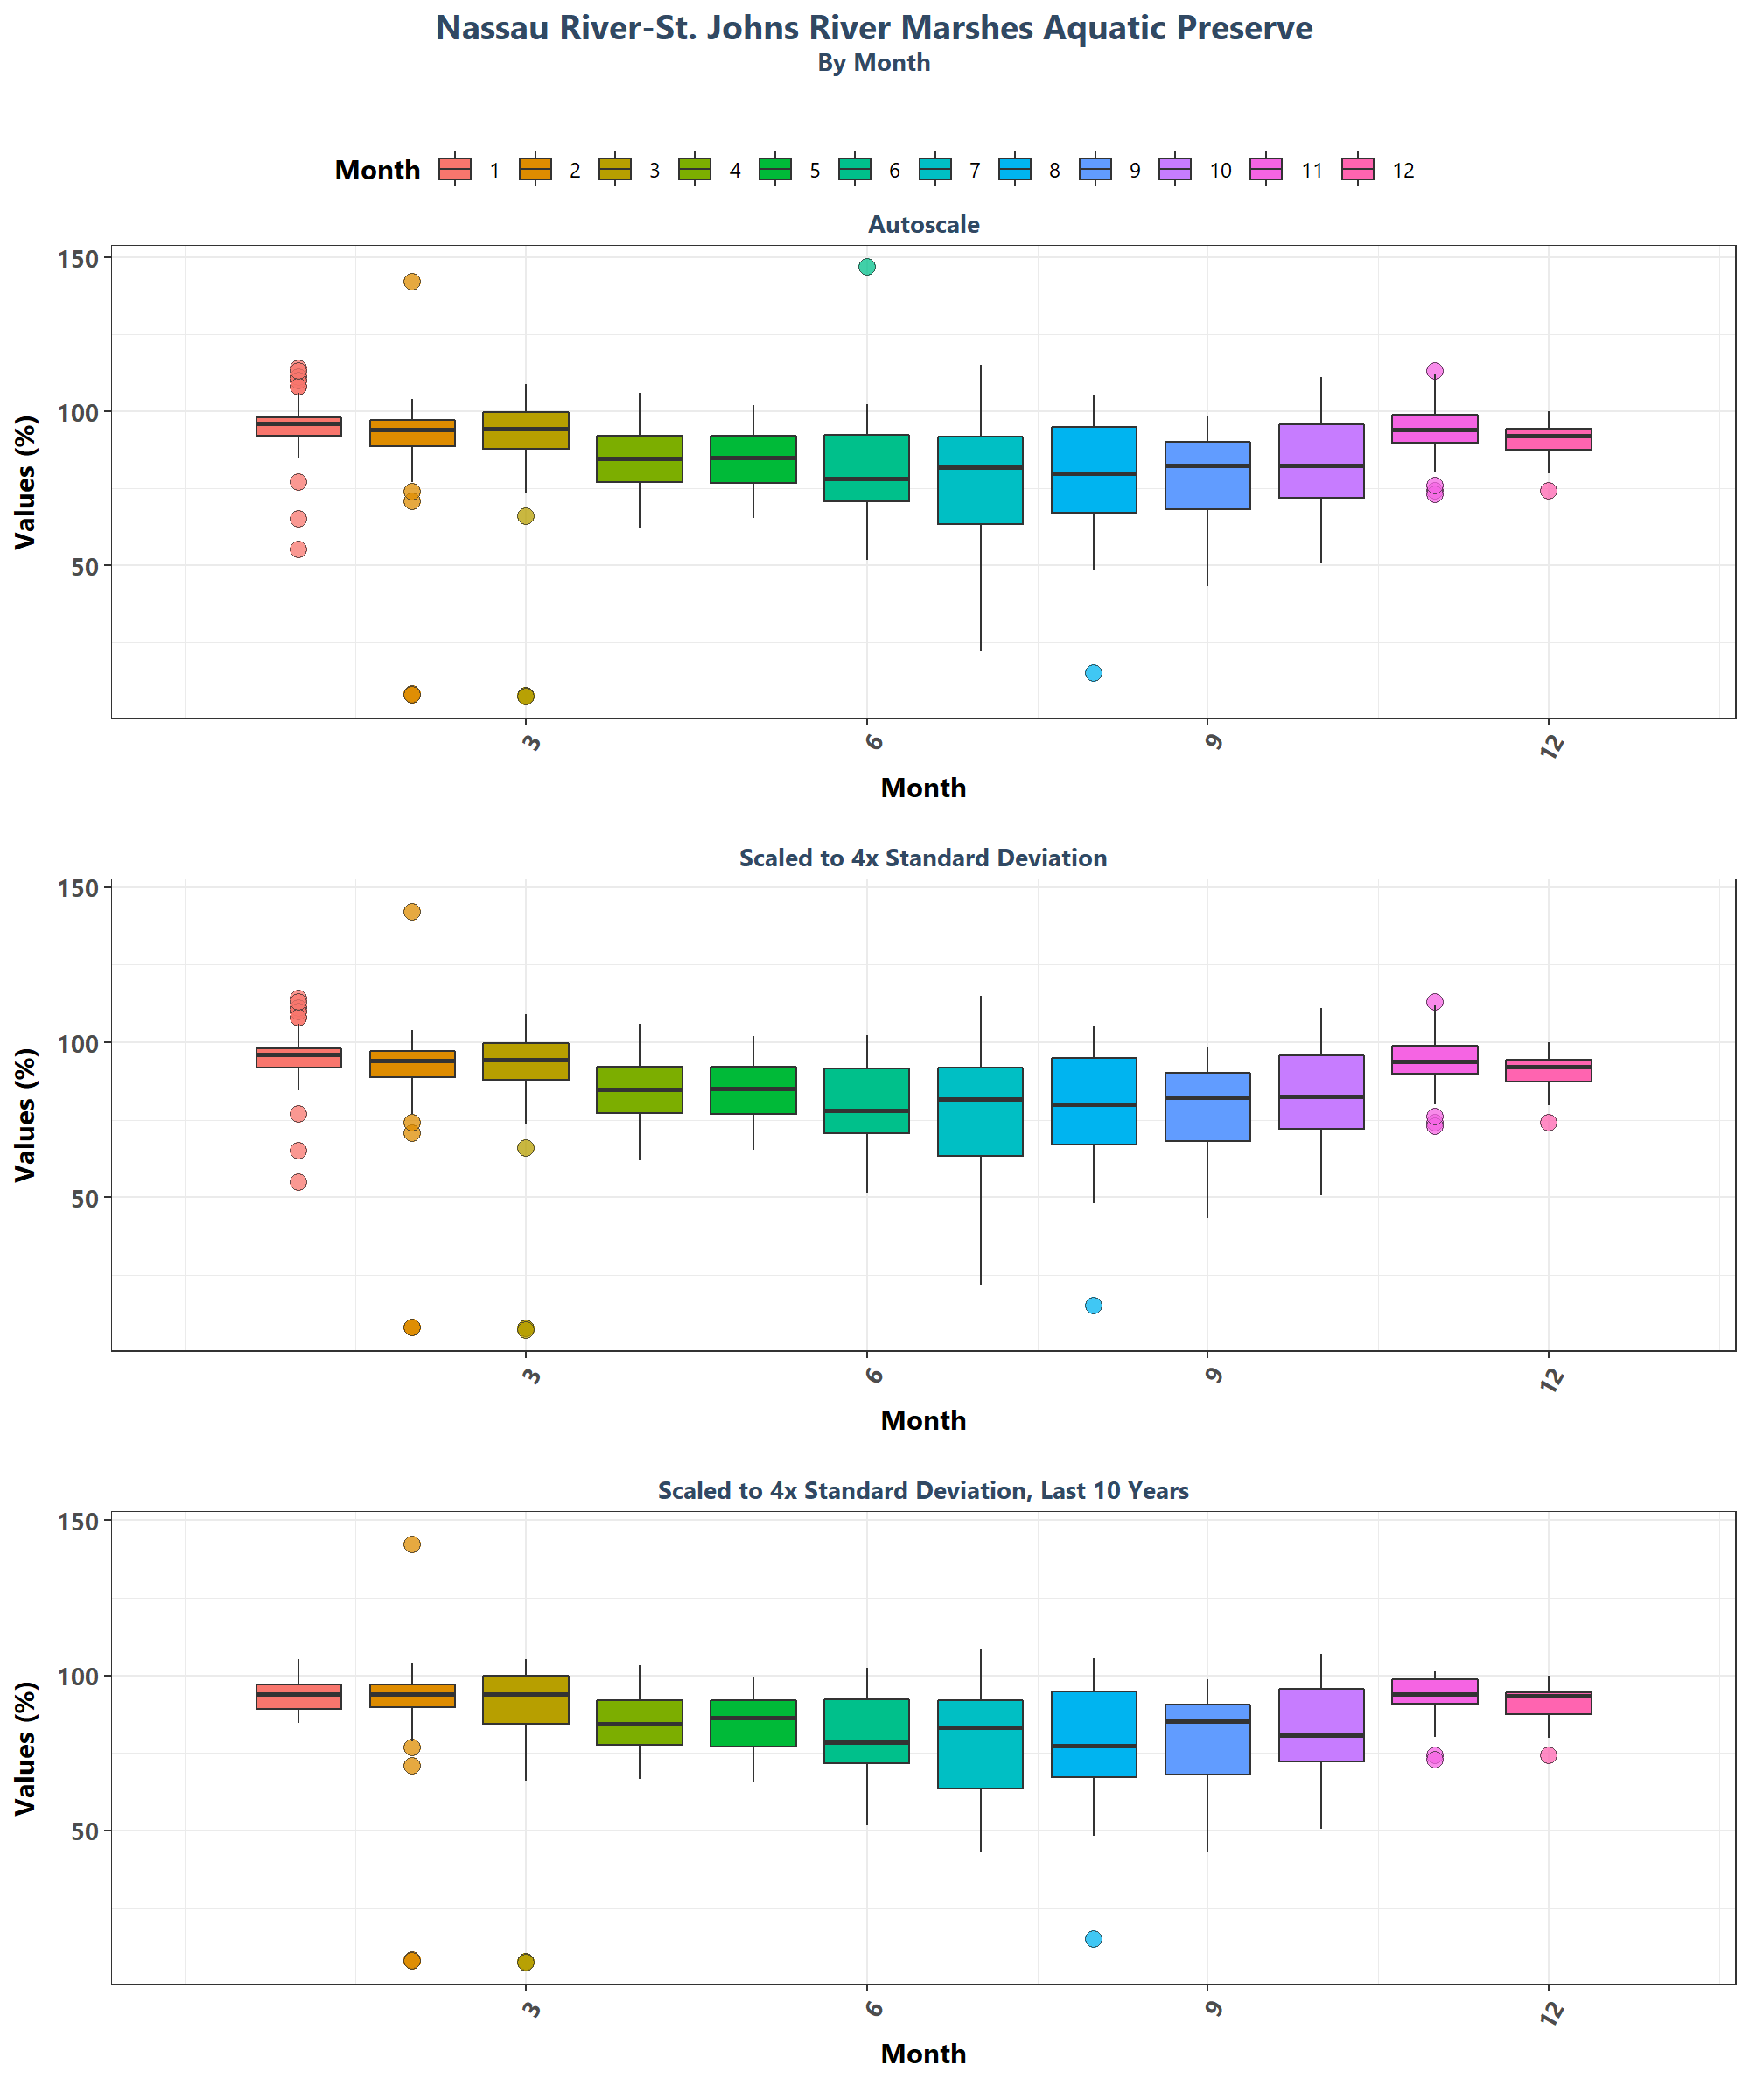 Nassau River-St. Johns River Marshes Aquatic Preserve
By Month
Month 1 2 3 4 5 6 7 8 9 10 11 12
Autoscale
150
100
50
Values (%)
3 6 9 12
Month
Scaled to 4x Standard Deviation
150
100
50
Values (%)
3 6 9 12
Month
Scaled to 4x Standard Deviation, Last 10 Years
150
100
50
Values (%)
3 6 9 12
Month